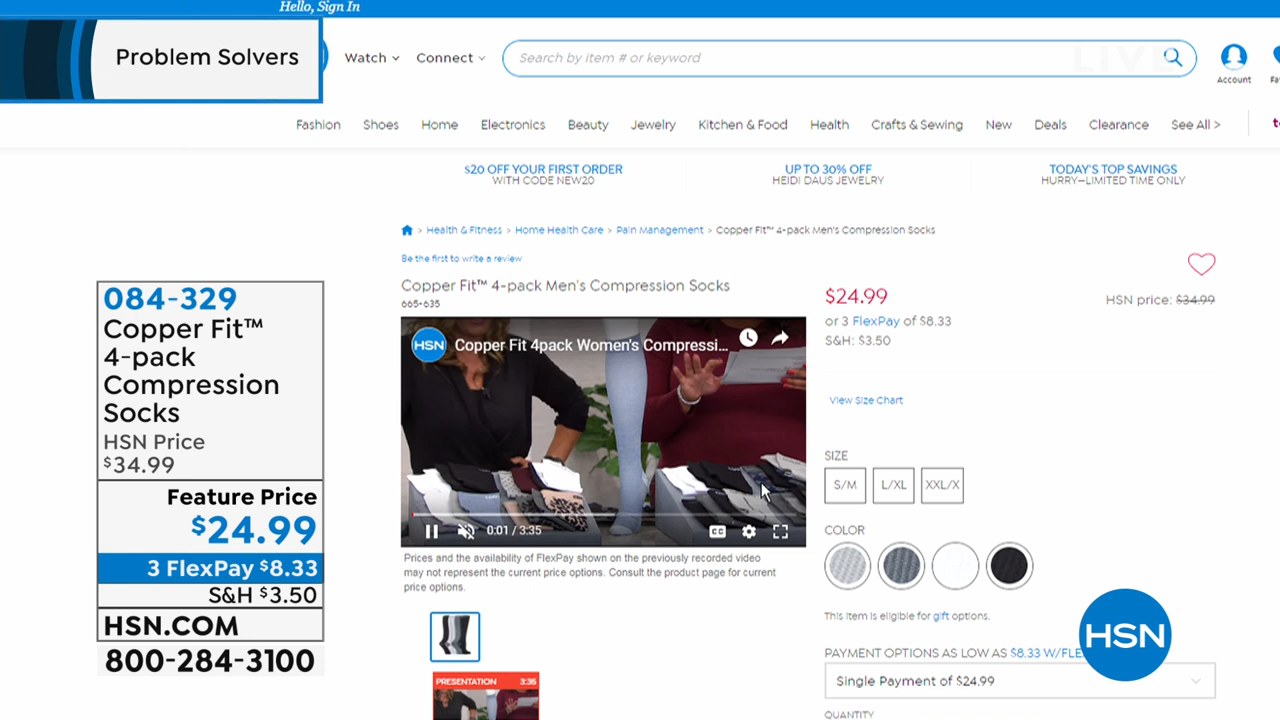 Hello, Sign In
Problem Solvers
Watch
Connect
Search by item # or keyword
LIVE
Account
Fashion
Shoes
Home
Electronics
Beauty
Jewelry
Kitchen & Food
Health
Crafts & Sewing
New
Deals
Clearance
See All >
$20 OFF YOUR FIRST ORDER
WITH CODE NEW20
UP TO 30% OFF
HEIDI DAUS JEWELRY
TODAY'S TOP SAVINGS
HURRY—LIMITED TIME ONLY
> Health & Fitness > Home Health Care > Pain Management > Copper Fit™ 4-pack Men's Compression Socks
Be the first to write a review
Copper Fit™ 4-pack Men's Compression Socks
665-635
HSN
Copper Fit 4pack Women's Compressi...
0:01 / 3:35
CC
Prices and the availability of FlexPay shown on the previously recorded video
may not represent the current price options. Consult the product page for current
price options.
PRESENTATION 3:35
$24.99
HSN price: $34.99
or 3 FlexPay of $8.33
S&H: $3.50
View Size Chart
SIZE
S/M
L/XL
XXL/X
COLOR
This item is eligible for gift options.
PAYMENT OPTIONS AS LOW AS $8.33 W/FLE
Single Payment of $24.99
QUANTITY
HSN
084-329
Copper Fit™
4-pack
Compression
Socks
HSN Price
$34.99
Feature Price
$24.99
3 FlexPay $8.33
S&H $3.50
HSN.COM
800-284-3100